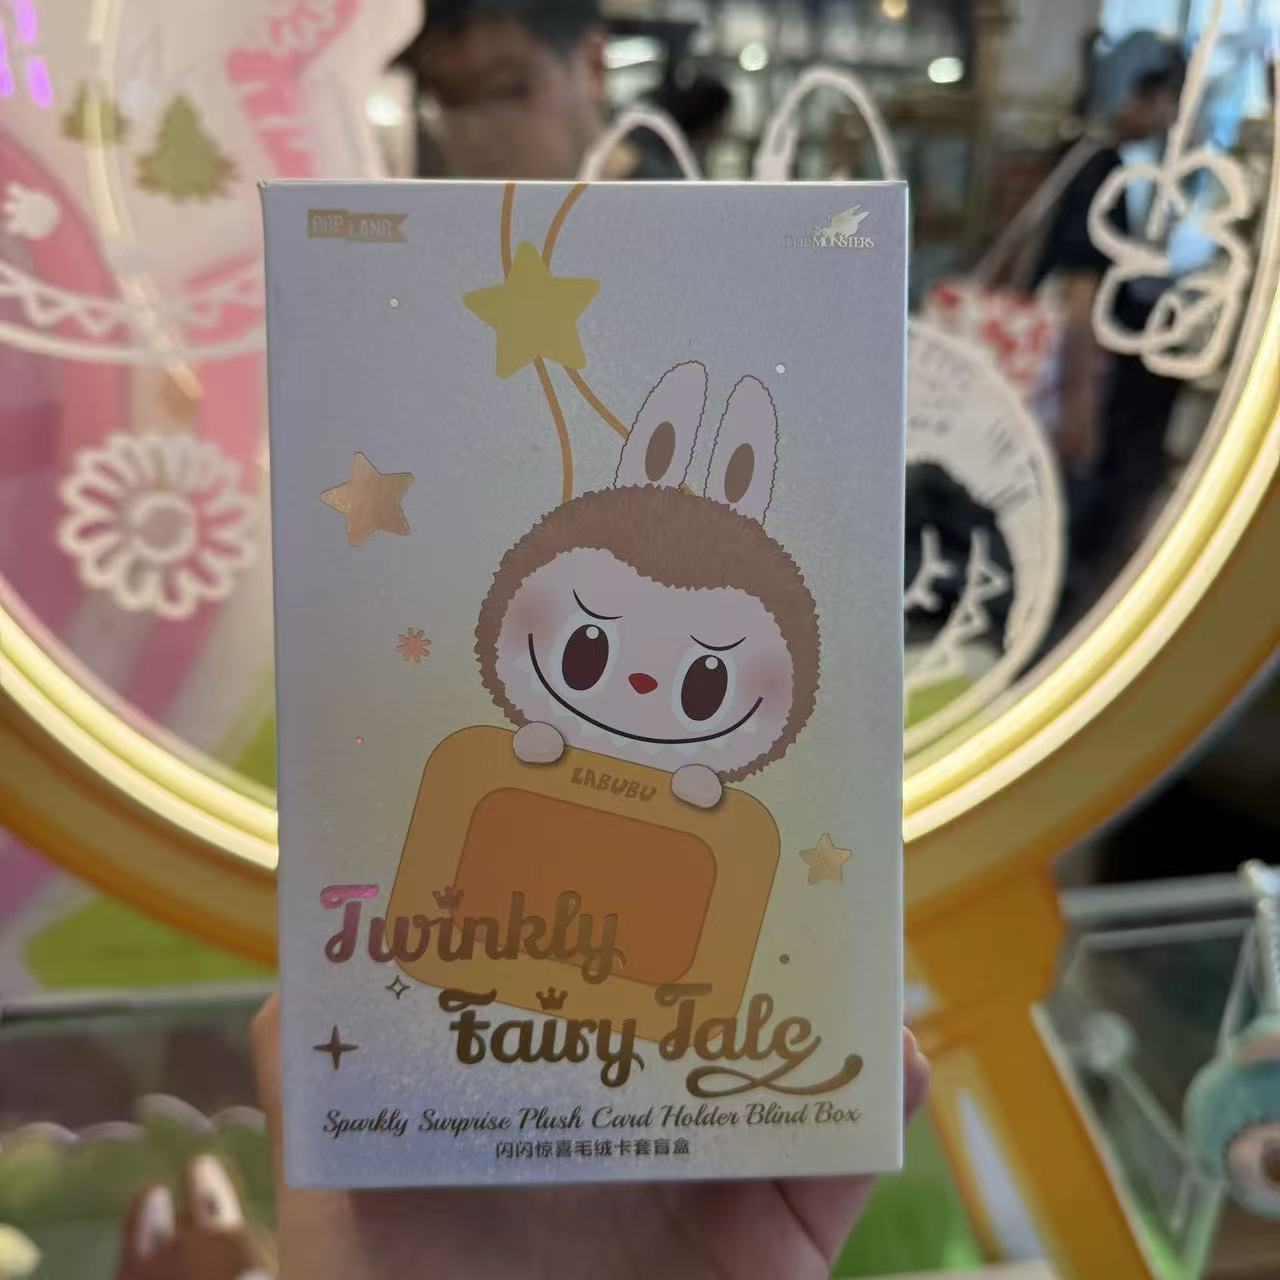 POP LAND
THE MONSTERS
LABUBU
Twinkly
Fairy Tale
Sparkly Surprise Plush Card Holder Blind Box
闪闪惊喜毛绒卡套盲盒